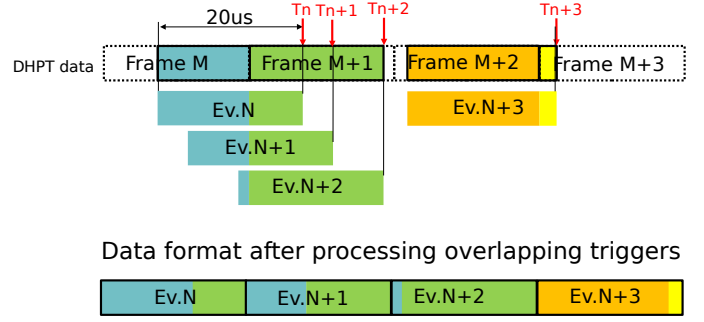 20us
Tn Tn+1 Tn+2 Tn+3
DHPT data Frame M Frame M+1 Frame M+2 Frame M+3
Ev.N Ev.N+3
Ev.N+1
Ev.N+2
Data format after processing overlapping triggers
Ev.N Ev.N+1 Ev.N+2 Ev.N+3